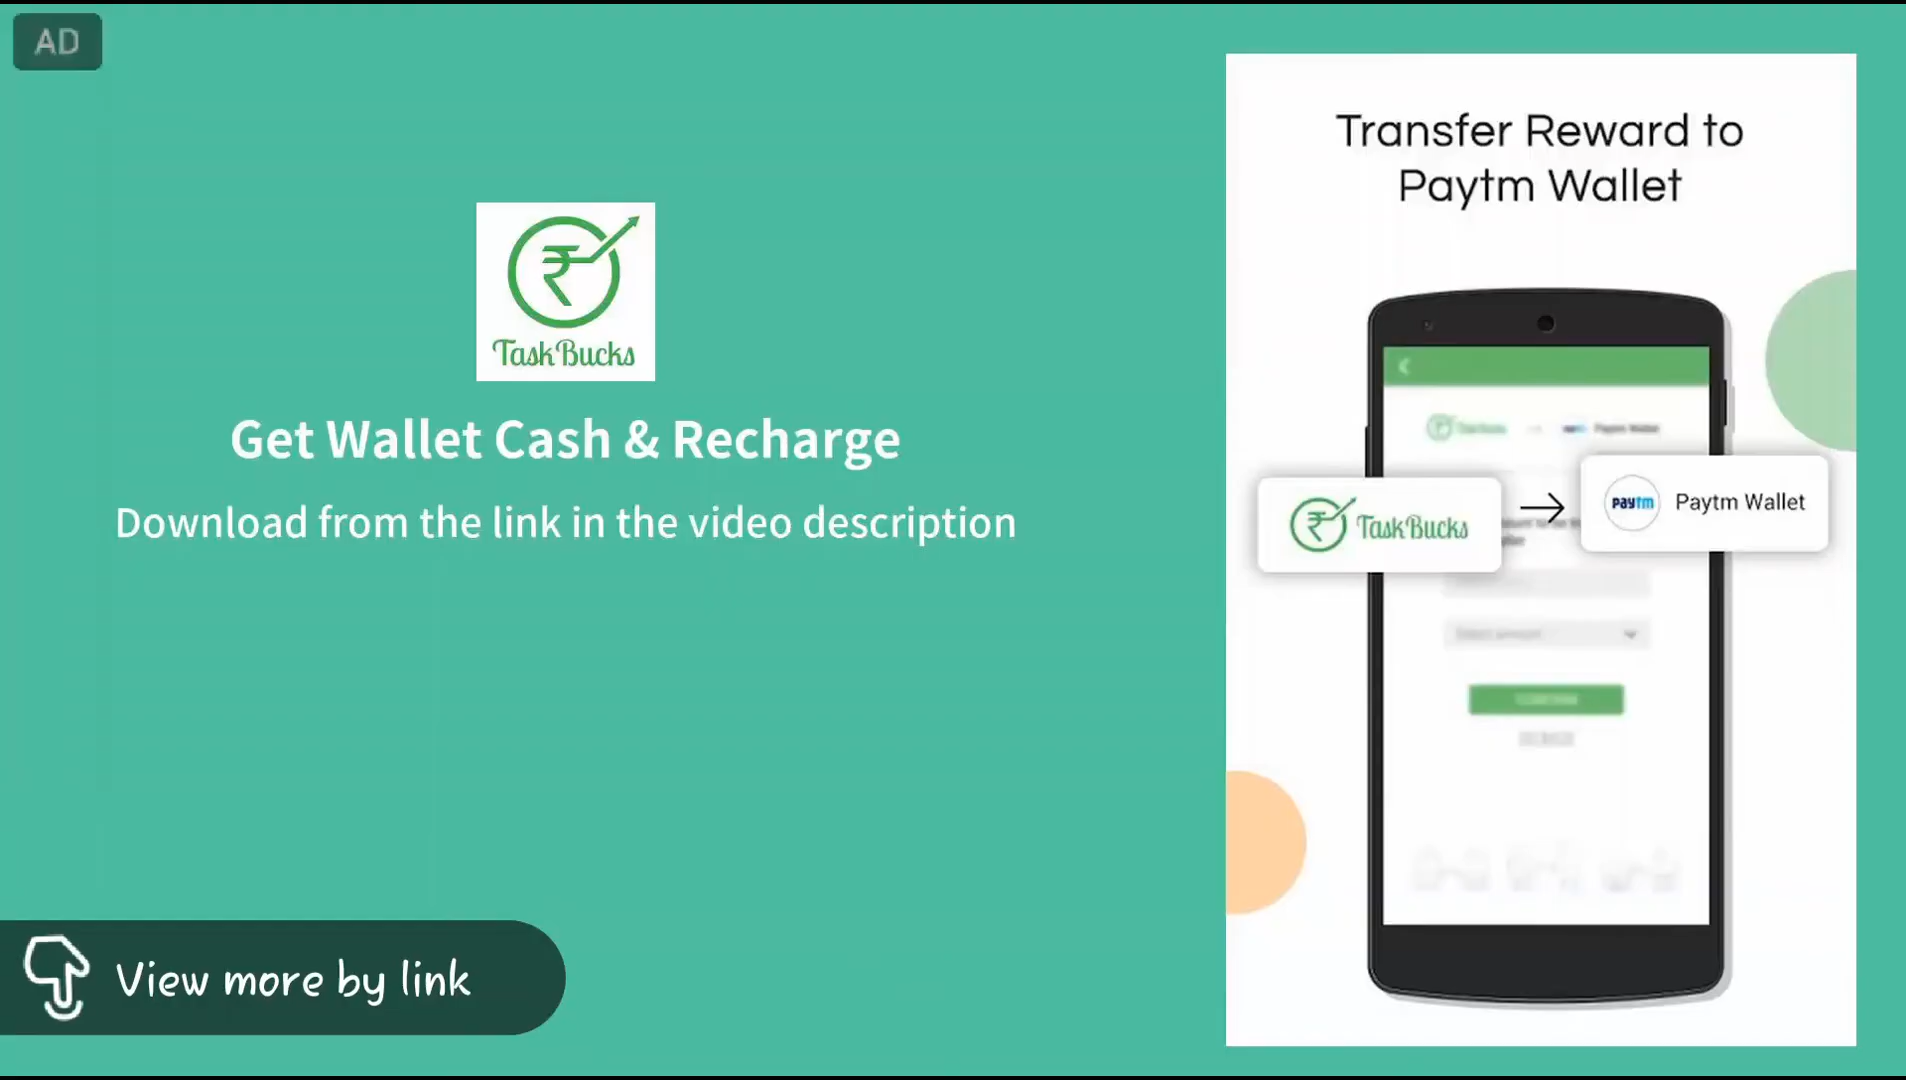 AD
TaskBucks
Get Wallet Cash & Recharge
Download from the link in the video description
View more by link
Transfer Reward to
Paytm Wallet
TaskBucks
paytm Paytm Wallet